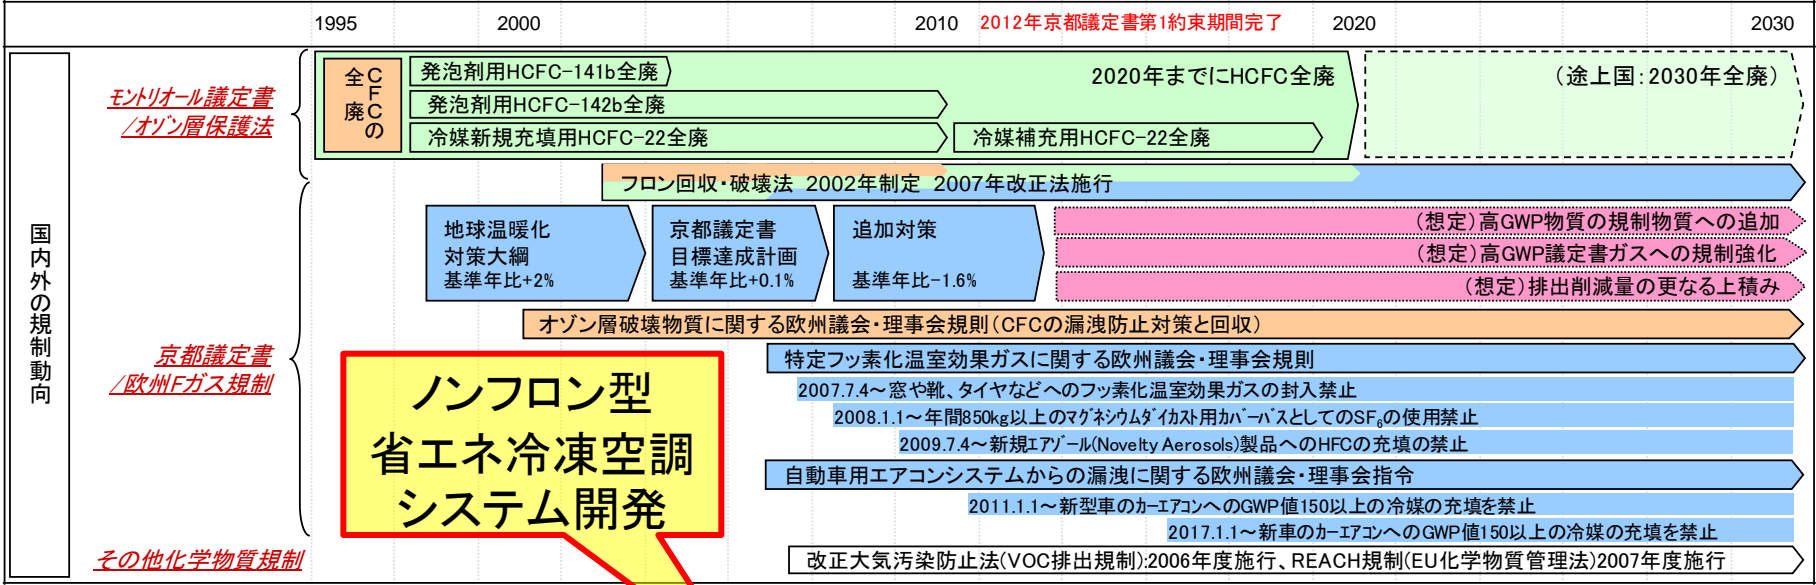 1995 2000 2010 2012年京都議定書第1約束期間完了 2020 2030
国内外の規制動向
モントリオール議定書
/オゾン層保護法
CFCの
全廃
発泡剤用HCFC-141b全廃
発泡剤用HCFC-142b全廃
冷媒新規充填用HCFC-22全廃
冷媒補充用HCFC-22全廃
2020年までにHCFC全廃
(途上国:2030年全廃)
フロン回収・破壊法 2002年制定 2007年改正法施行
京都議定書
/欧州Fガス規制
地球温暖化
対策大綱
基準年比+2%
京都議定書
目標達成計画
基準年比+0.1%
追加対策
基準年比-1.6%
(想定)高GWP物質の規制物質への追加
(想定)高GWP議定書ガスへの規制強化
(想定)排出削減量の更なる上積み
オゾン層破壊物質に関する欧州議会・理事会規則(CFCの漏洩防止対策と回収)
特定フッ素化温室効果ガスに関する欧州議会・理事会規則
2007.7.4~窓や靴、タイヤなどへのフッ素化温室効果ガスの封入禁止
2008.1.1~年間850kg以上のマグネシウムダイカスト用カバーバスとしてのSF₆の使用禁止
2009.7.4~新規エアゾール(Novelty Aerosols)製品へのHFCの充填の禁止
自動車用エアコンシステムからの漏洩に関する欧州議会・理事会指令
2011.1.1~新型車のカーエアコンへのGWP値150以上の冷媒の充填を禁止
2017.1.1~新車のカーエアコンへのGWP値150以上の冷媒の充填を禁止
ノンフロン型
省エネ冷凍空調
システム開発
その他化学物質規制
改正大気汚染防止法(VOC排出規制):2006年度施行、REACH規制(EU化学物質管理法)2007年度施行